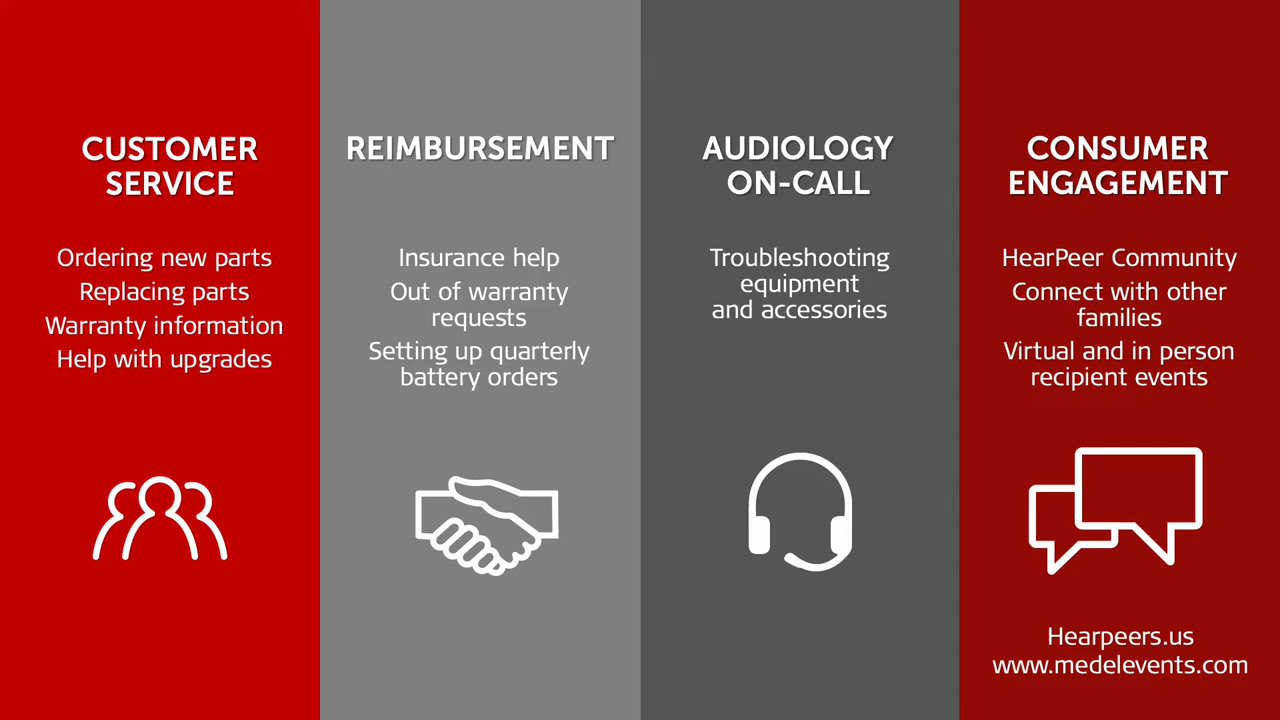 CUSTOMER
SERVICE
Ordering new parts
Replacing parts
Warranty information
Help with upgrades
REIMBURSEMENT
Insurance help
Out of warranty
requests
Setting up quarterly
battery orders
AUDIOLOGY
ON-CALL
Troubleshooting
equipment
and accessories
CONSUMER
ENGAGEMENT
HearPeer Community
Connect with other
families
Virtual and in person
recipient events
Hearpeers.us
www.medelevents.com